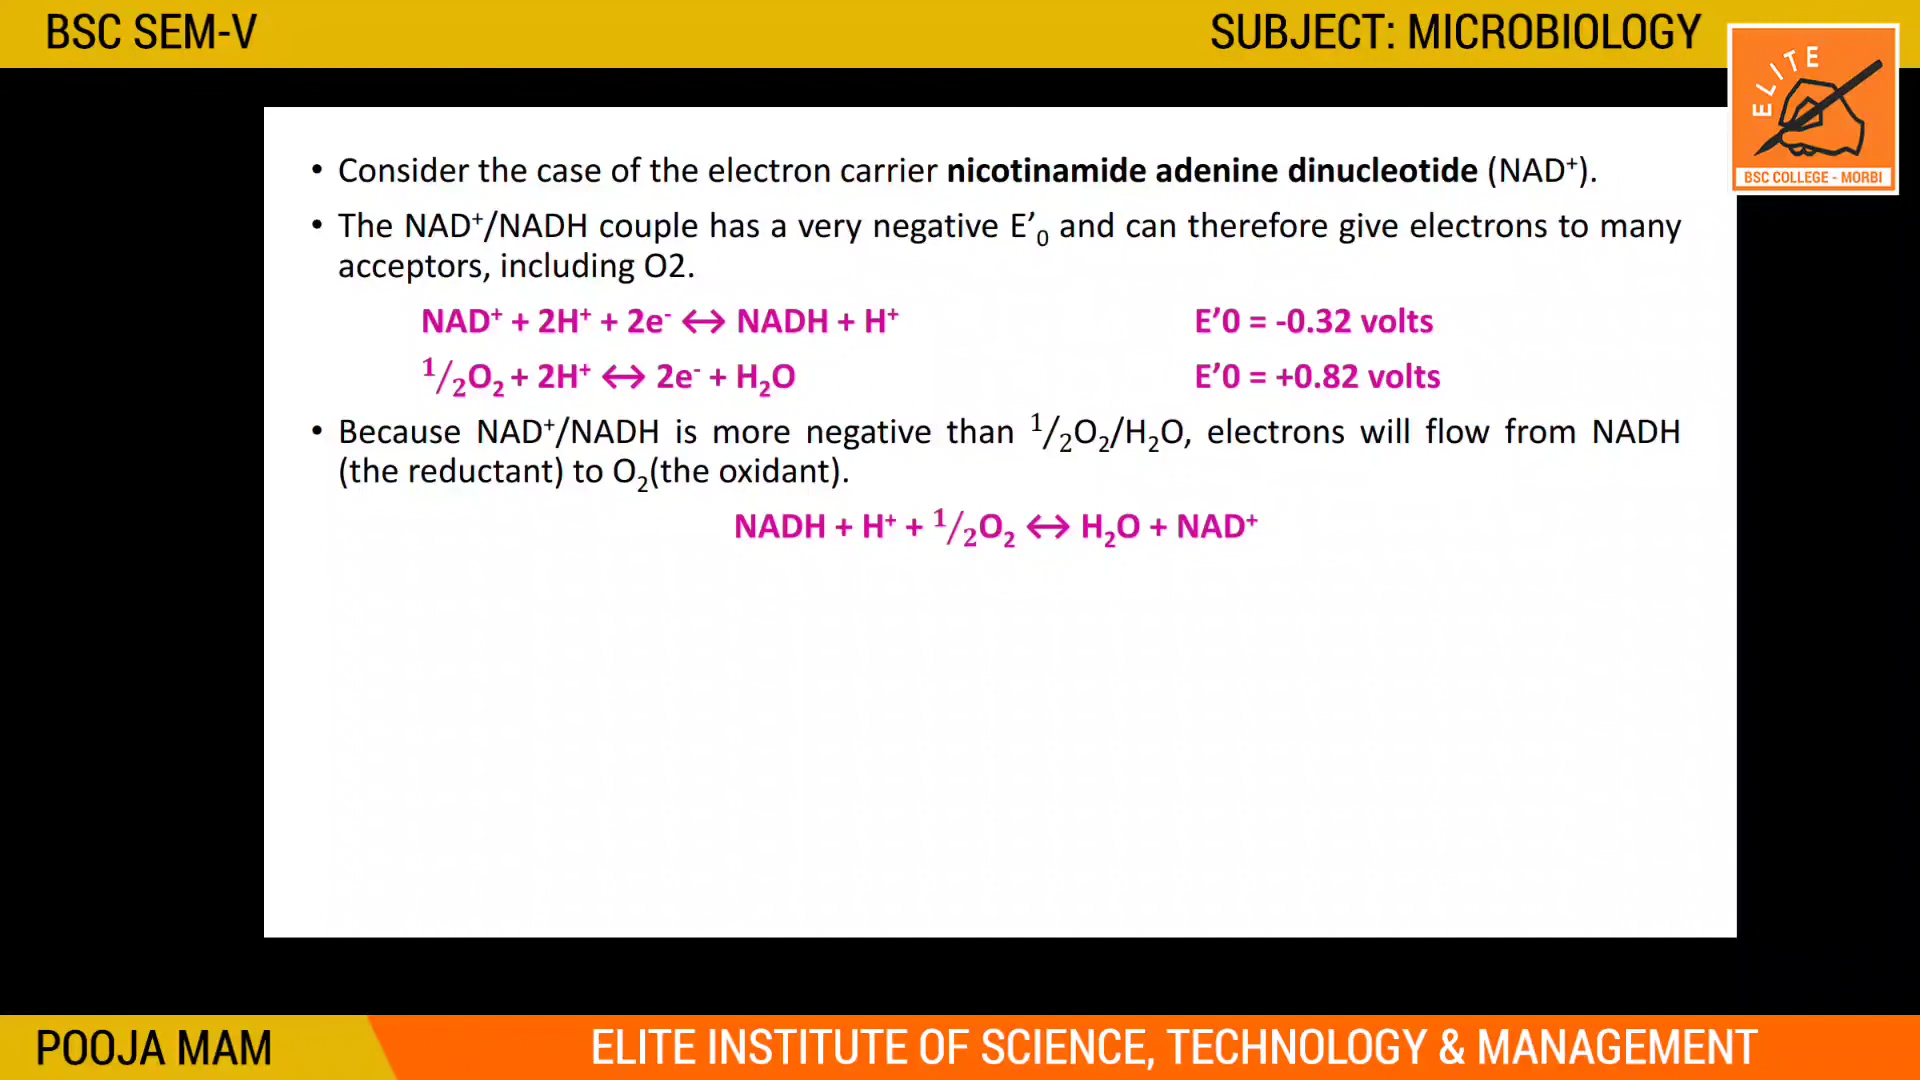 BSC SEM-V
SUBJECT: MICROBIOLOGY
ELITE
BSC COLLEGE - MORBI
• Consider the case of the electron carrier nicotinamide adenine dinucleotide (NAD⁺).
• The NAD⁺/NADH couple has a very negative E’₀ and can therefore give electrons to many
acceptors, including O2.
NAD⁺ + 2H⁺ + 2e⁻ ↔ NADH + H⁺ E’0 = -0.32 volts
¹/₂O₂ + 2H⁺ ↔ 2e⁻ + H₂O E’0 = +0.82 volts
• Because NAD⁺/NADH is more negative than ¹/₂O₂/H₂O, electrons will flow from NADH
(the reductant) to O₂(the oxidant).
NADH + H⁺ + ¹/₂O₂ ↔ H₂O + NAD⁺
POOJA MAM
ELITE INSTITUTE OF SCIENCE, TECHNOLOGY & MANAGEMENT